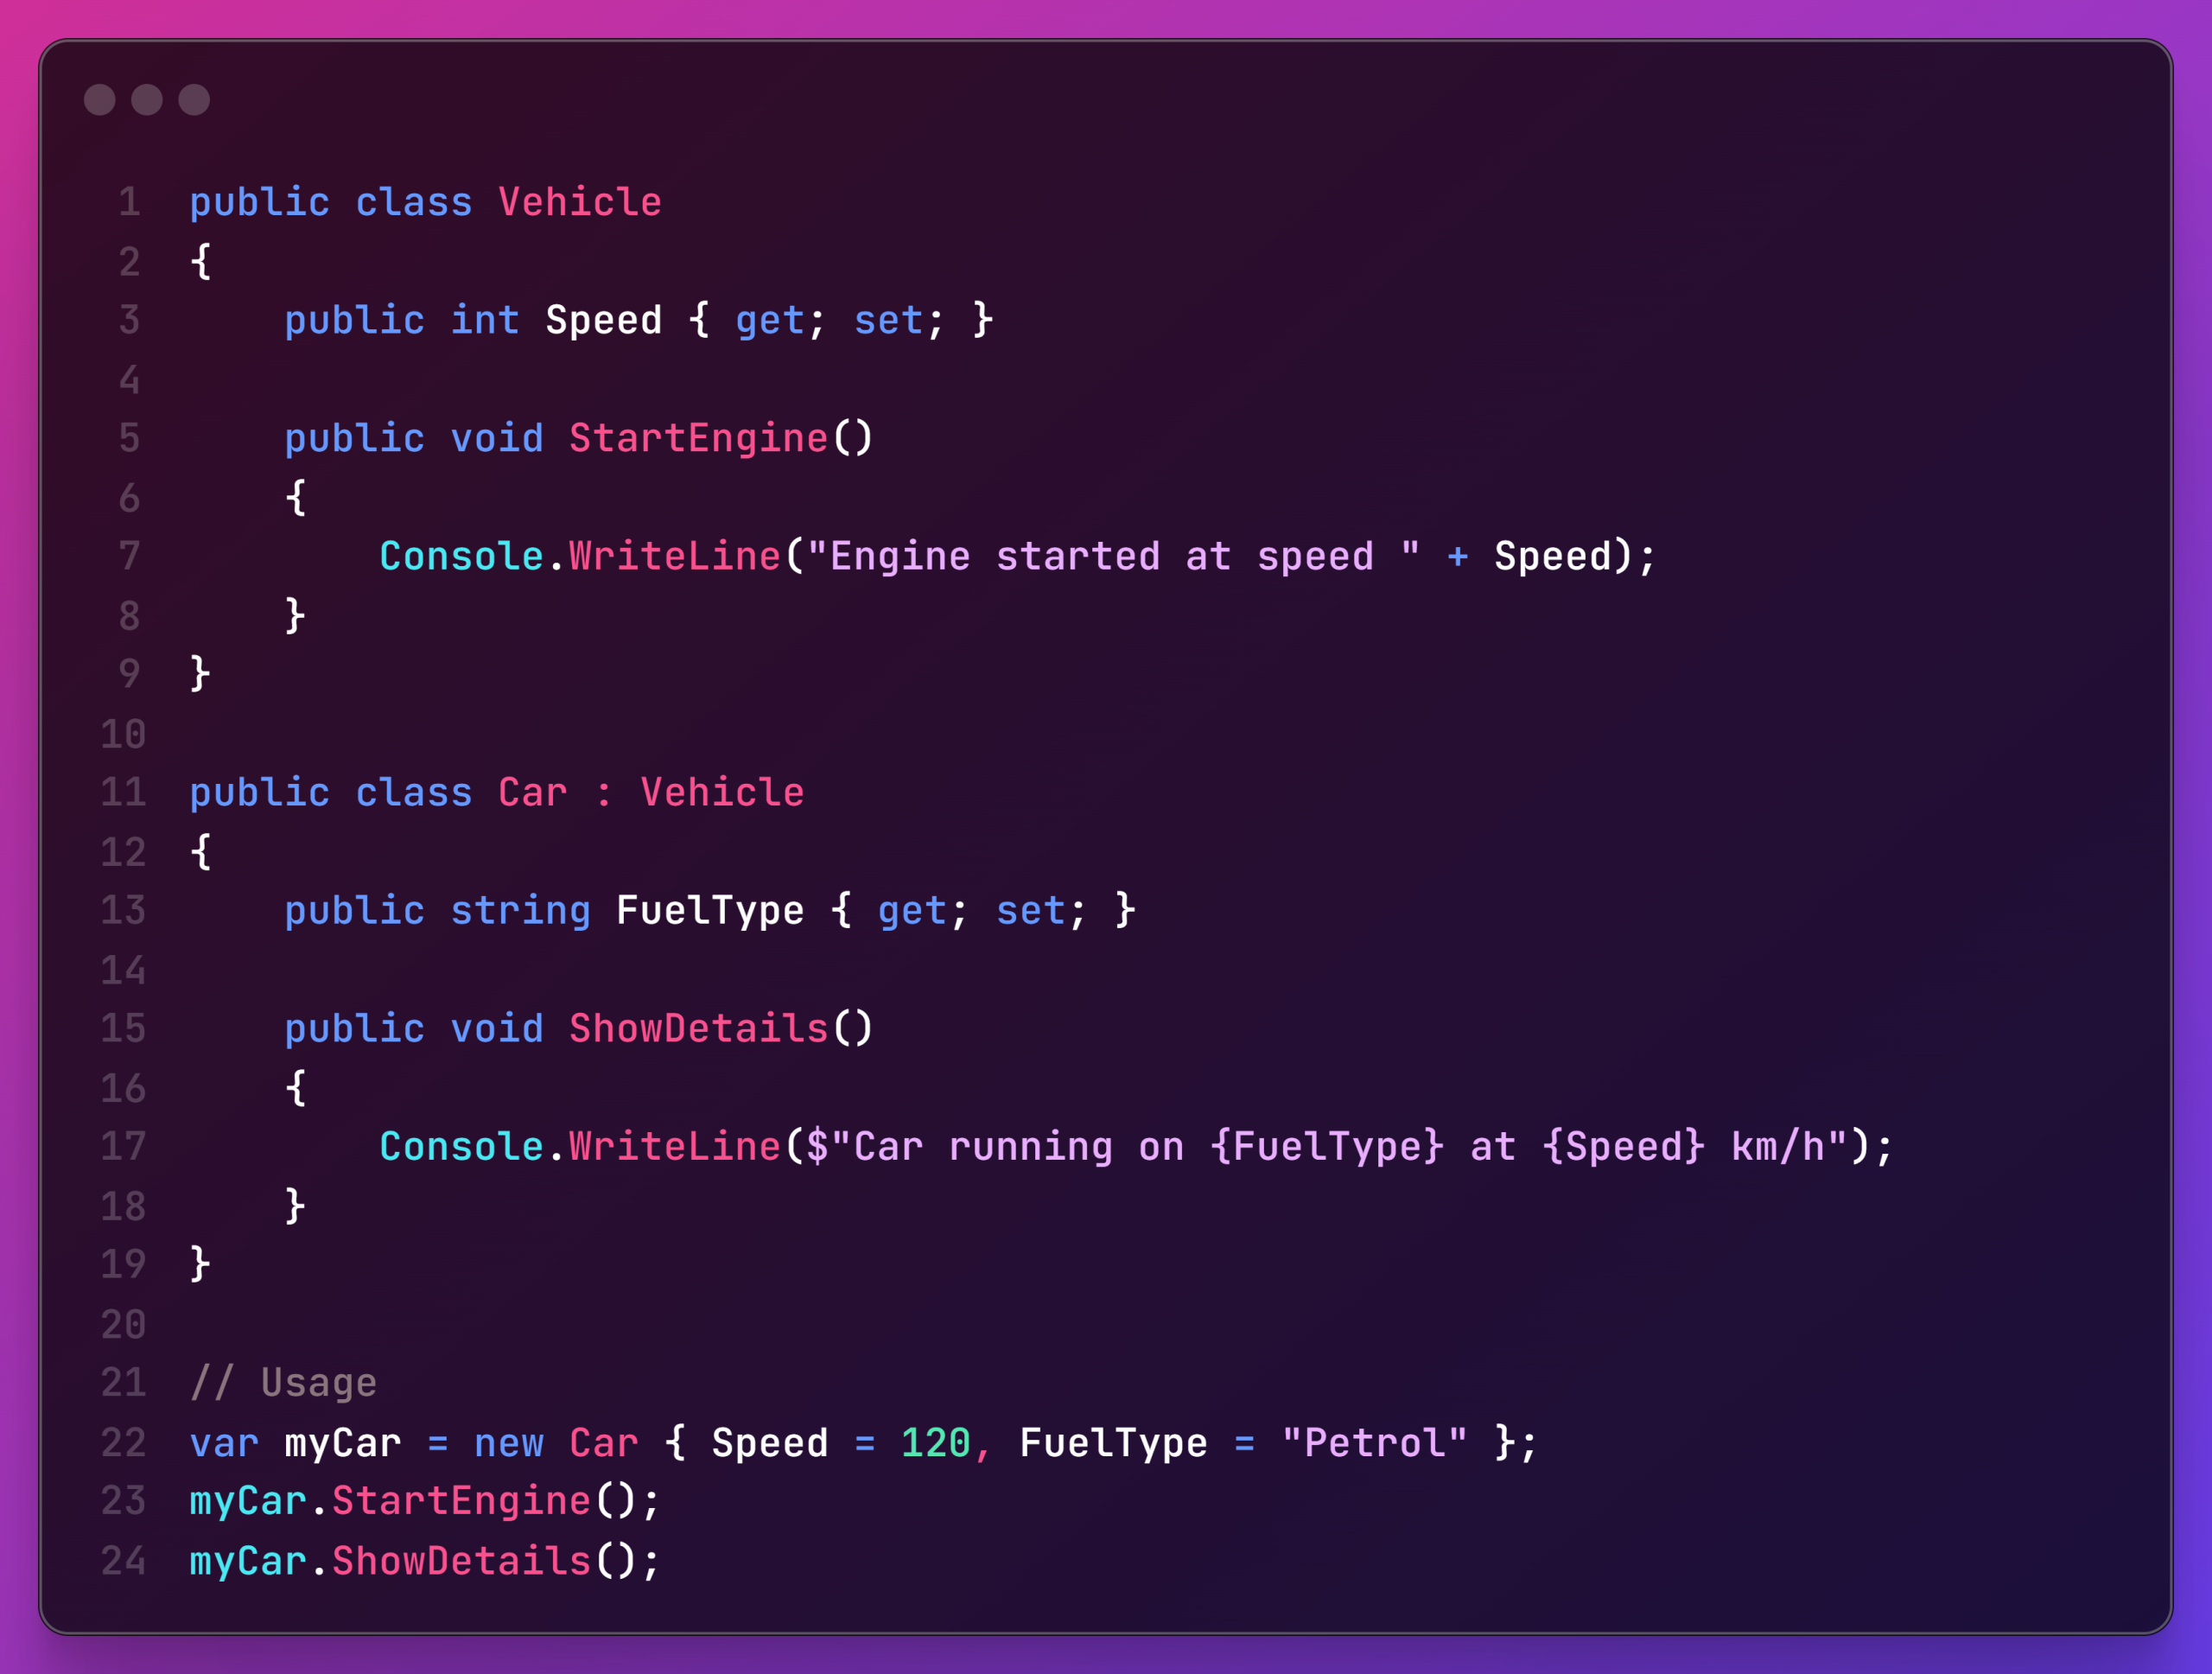 1 public class Vehicle
2 {
3     public int Speed { get; set; }
4
5     public void StartEngine()
6     {
7         Console.WriteLine("Engine started at speed " + Speed);
8     }
9 }
10
11 public class Car : Vehicle
12 {
13     public string FuelType { get; set; }
14
15     public void ShowDetails()
16     {
17         Console.WriteLine($"Car running on {FuelType} at {Speed} km/h");
18     }
19 }
20
21 // Usage
22 var myCar = new Car { Speed = 120, FuelType = "Petrol" };
23 myCar.StartEngine();
24 myCar.ShowDetails();